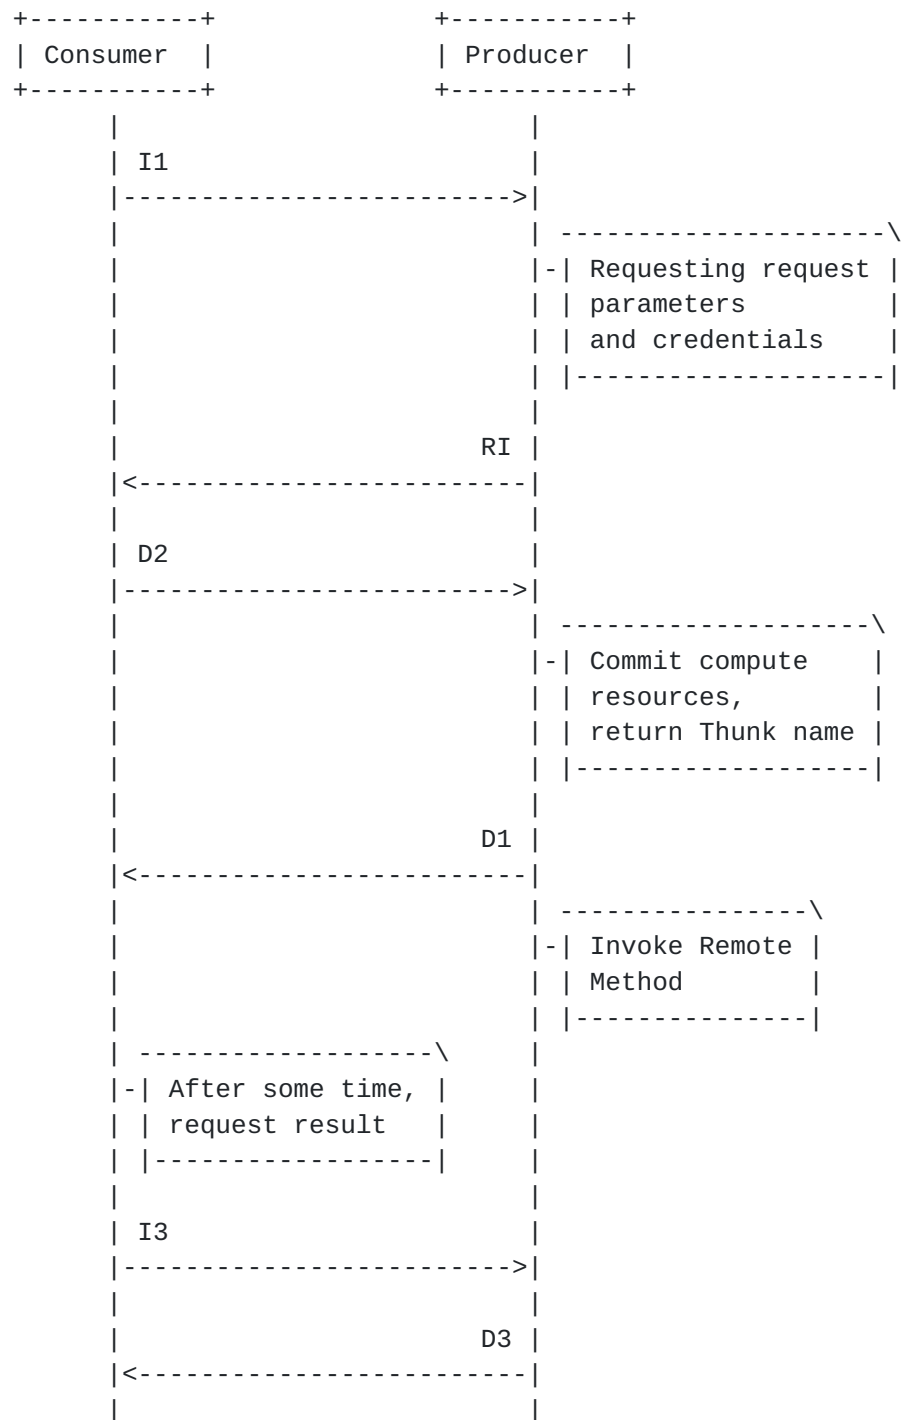 Consumer Producer
I1
Requesting request
parameters
and credentials
RI
D2
Commit compute
resources,
return Thunk name
D1
Invoke Remote
Method
After some time,
request result
I3
D3